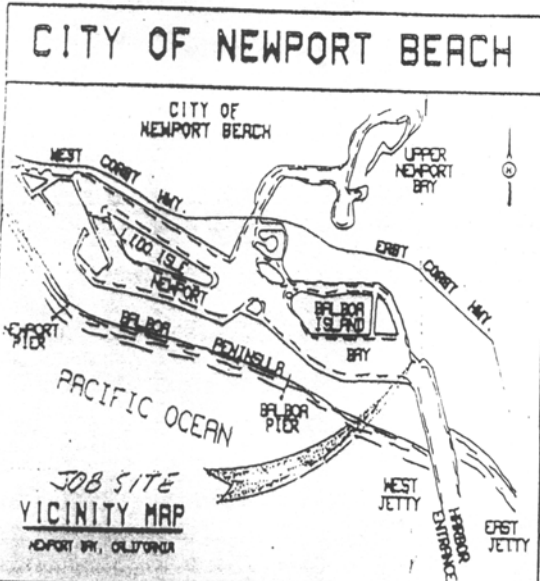 CITY OF NEWPORT BEACH
CITY OF
NEWPORT BEACH
WEST COAST HWY.
UPPER
NEWPORT
BAY
N
EAST COAST HWY.
LIDO ISLE
NEWPORT
BALBOA
ISLAND
BAY
NEWPORT
PIER
BALBOA PENINSULA
BALBOA
PIER
PACIFIC OCEAN
JOB SITE
VICINITY MAP
NEWPORT BAY, CALIFORNIA
WEST
JETTY
HARBOR
ENTRANCE
EAST
JETTY